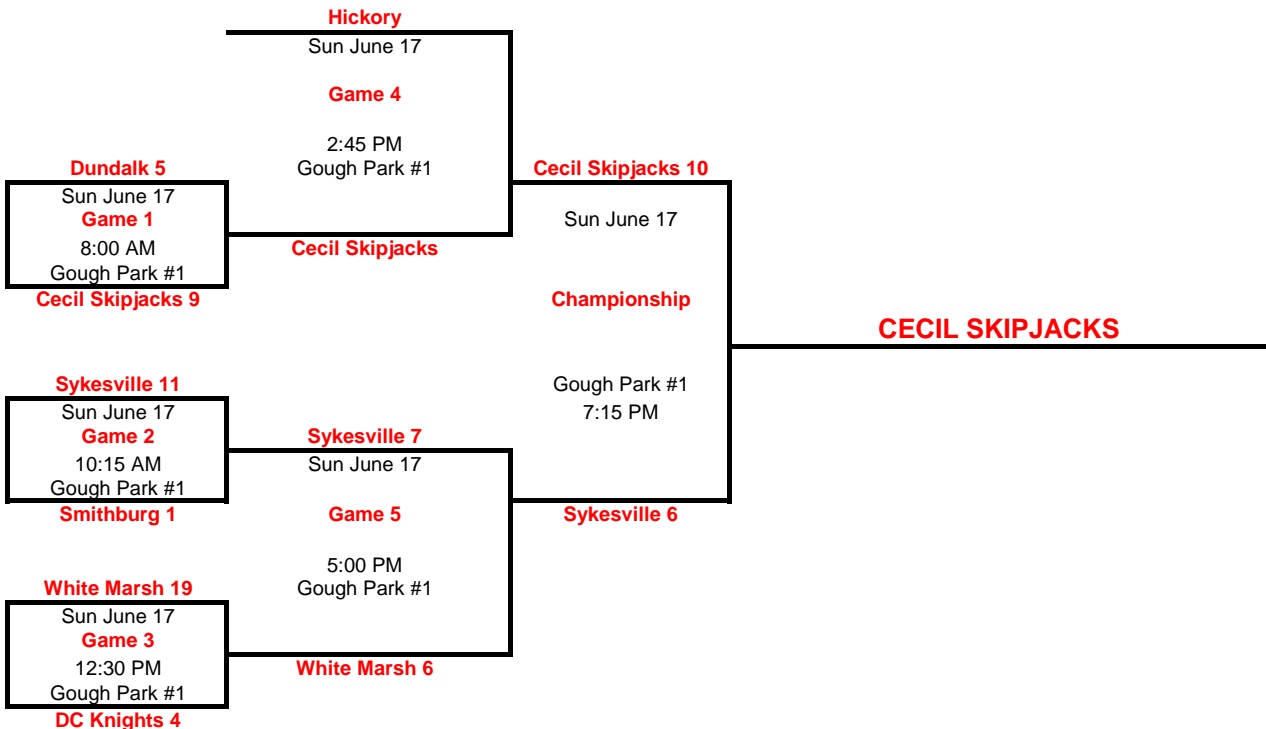 Hickory
Sun June 17
Game 4
2:45 PM
Gough Park #1
Dundalk 5
Sun June 17
Game 1
8:00 AM
Gough Park #1
Cecil Skipjacks 9
Cecil Skipjacks
Cecil Skipjacks 10
Sun June 17
Championship
Gough Park #1
7:15 PM
CECIL SKIPJACKS
Sykesville 11
Sun June 17
Game 2
10:15 AM
Gough Park #1
Smithburg 1
Sykesville 7
Sun June 17
Game 5
5:00 PM
Gough Park #1
Sykesville 6
White Marsh 19
Sun June 17
Game 3
12:30 PM
Gough Park #1
DC Knights 4
White Marsh 6